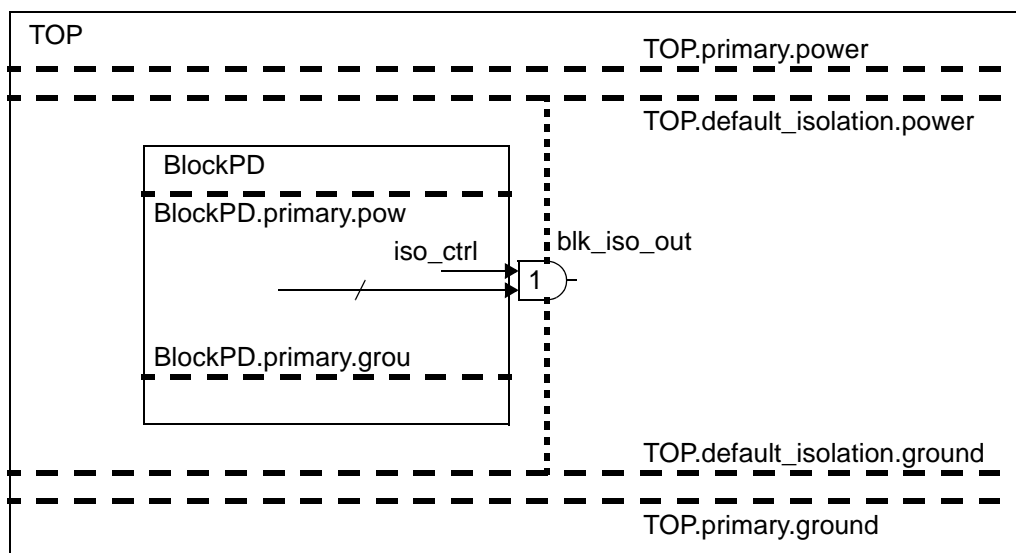 TOP
TOP.primary.power
TOP.default_isolation.power
BlockPD
BlockPD.primary.pow
iso_ctrl
blk_iso_out
1
BlockPD.primary.grou
TOP.default_isolation.ground
TOP.primary.ground